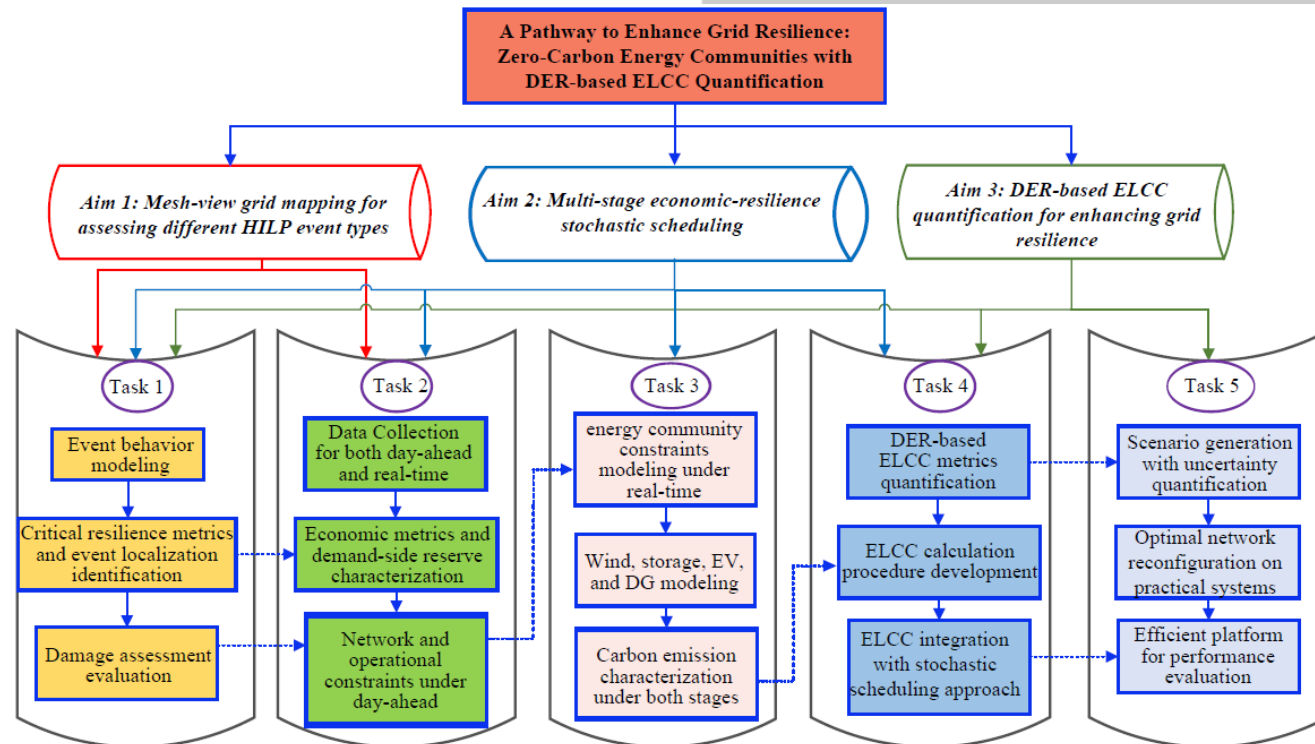 A Pathway to Enhance Grid Resilience:
Zero-Carbon Energy Communities with
DER-based ELCC Quantification
Aim 1: Mesh-view grid mapping for
assessing different HILP event types
Aim 2: Multi-stage economic-resilience
stochastic scheduling
Aim 3: DER-based ELCC
quantification for enhancing grid
resilience
Task 1
Event behavior
modeling
Critical resilience metrics
and event localization
identification
Damage assessment
evaluation
Task 2
Data Collection
for both day-ahead
and real-time
Economic metrics and
demand-side reserve
characterization
Network and
operational
constraints under
day-ahead
Task 3
energy community
constraints
modeling under
real-time
Wind, storage, EV,
and DG modeling
Carbon emission
characterization
under both stages
Task 4
DER-based
ELCC metrics
quantification
ELCC calculation
procedure development
ELCC integration
with stochastic
scheduling approach
Task 5
Scenario generation
with uncertainty
quantification
Optimal network
reconfiguration on
practical systems
Efficient platform
for performance
evaluation